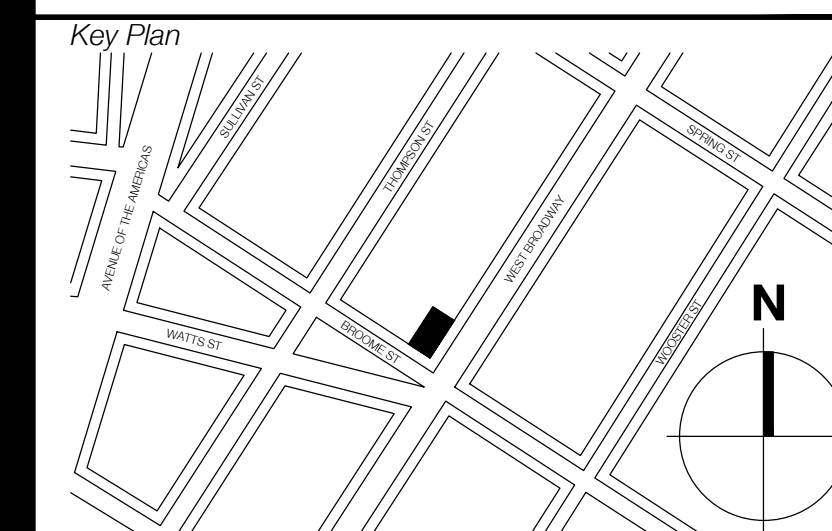 Key Plan
SULLIVAN ST
THOMPSON ST
SPRING ST
AVENUE OF THE AMERICAS
WEST BROADWAY
N
WATTS ST
BROOME ST
WOOSTER ST